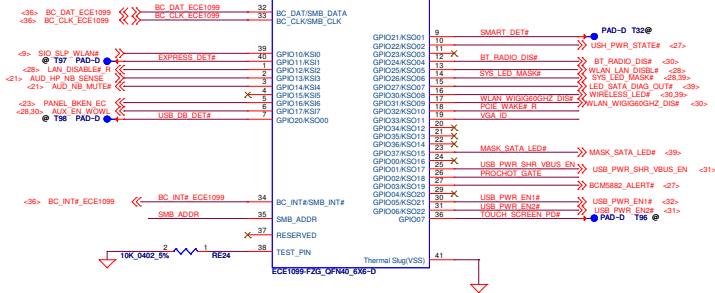 <36> BC_DAT_ECE1099 BC_DAT_ECE1099 32 BC_DAT/SMB_DAT
<36> BC_CLK_ECE1099 BC_CLK_ECE1099 33 BC_CLK/SMB_CLK
<9> SIO_SLP_WLAN# 39 GPIO10/KSI0
@ T97 PAD-D EXPRESS_DET# 40 GPIO11/KSI1
<28> LAN_DISABLE#_R 1 GPIO12/KSI2
<21> AUD_HP_NB_SENSE 2 GPIO13/KSI3
<21> AUD_NB_MUTE# 3 GPIO14/KSI4
4 GPIO15/KSI5
<23> PANEL_BKEN_EC 5 GPIO16/KSI6
<28,30> AUX_EN_WOWL 6 GPIO17/KSI7
@ T98 PAD-D USB_DB_DET# 7 GPIO20/KSO00
<36> BC_INT#_ECE1099 BC_INT#_ECE1099 34 BC_INT#/SMB_INT#
SMB_ADDR 35 SMB_ADDR
37 RESERVED
2 1 38 TEST_PIN
10K_0402_5% RE24
GPIO21/KSO01 9 SMART_DET# PAD-D T32@
GPIO22/KSO02 10 USH_PWR_STATE# <27>
GPIO23/KSO03 11
GPIO24/KSO04 12 BT_RADIO_DIS# BT_RADIO_DIS# <30>
GPIO25/KSO05 13 WLAN_LAN_DISBL# <28>
GPIO26/KSO06 14 SYS_LED_MASK# SYS_LED_MASK# <28,39>
GPIO27/KSO07 15 LED_SATA_DIAG_OUT# <39>
GPIO30/KSO08 16 WIRELESS_LED# <30,39>
GPIO31/KSO09 17 WLAN_WIGIG60GHZ_DIS# WLAN_WIGIG60GHZ_DIS# <30>
GPIO32/KSO10 18 PCIE_WAKE#_R
GPIO33/KSO11 19 VGA_ID
GPIO34/KSO12 20
GPIO35/KSO13 21
GPIO36/KSO14 22
GPIO37/KSO15 23 MASK_SATA_LED# MASK_SATA_LED# <39>
GPIO00/KSO16 24
GPIO01/KSO17 25 USB_PWR_SHR_VBUS_EN USB_PWR_SHR_VBUS_EN <31>
GPIO02/KSO18 26 PROCHOT_GATE
GPIO03/KSO19 27 BCM5882_ALERT# <27>
GPIO04/KSO20 29
GPIO05/KSO21 30 USB_PWR_EN1# USB_PWR_EN1# <32>
GPIO06/KSO22 31 USB_PWR_EN2# USB_PWR_EN2# <31>
GPIO07 36 TOUCH_SCREEN_PD# PAD-D T96 @
Thermal Slug(VSS) 41
ECE1099-FZG_QFN40_6X6~D